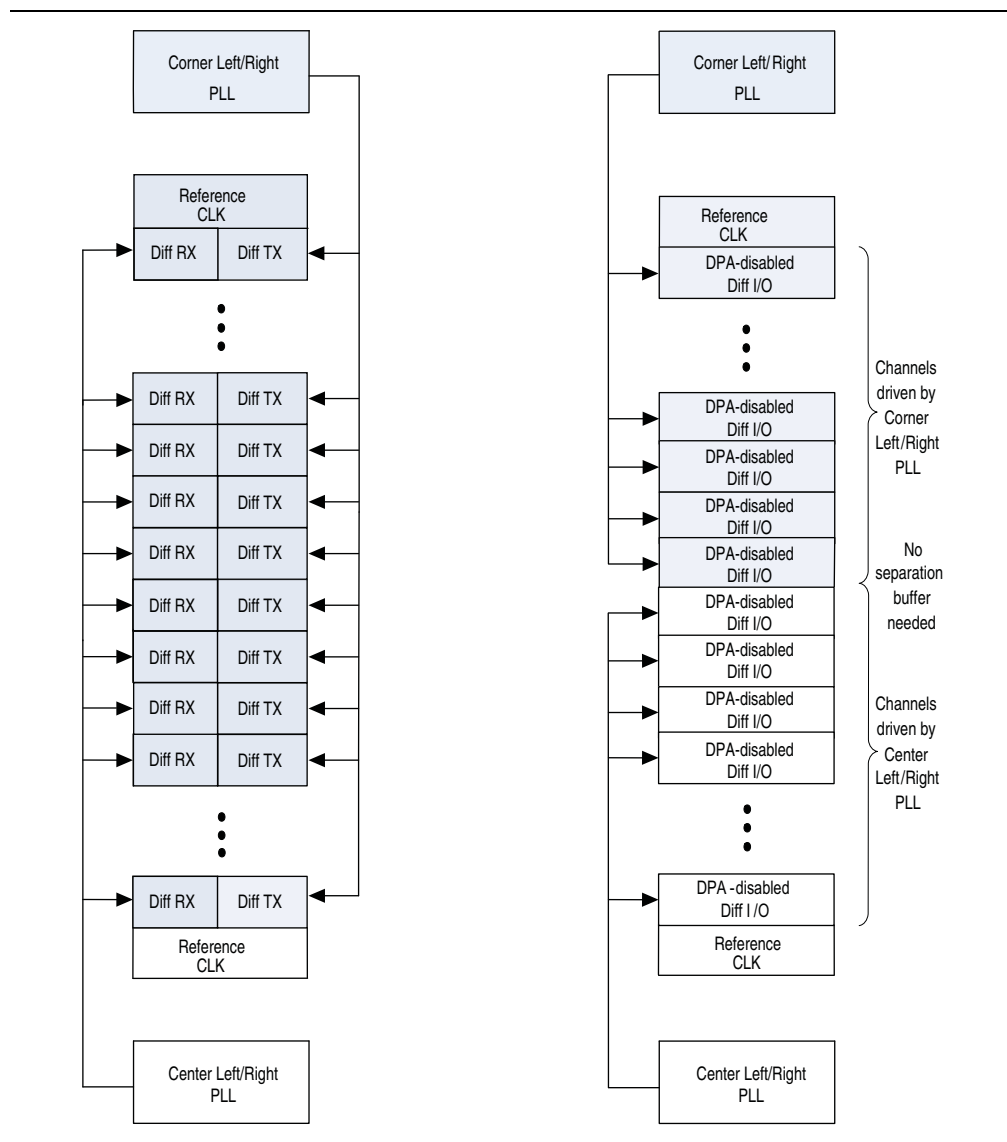 Corner Left/Right
PLL
Reference
CLK
Diff RX Diff TX
Diff RX Diff TX
Diff RX Diff TX
Diff RX Diff TX
Diff RX Diff TX
Diff RX Diff TX
Diff RX Diff TX
Diff RX Diff TX
Diff RX Diff TX
Diff RX Diff TX
Reference
CLK
Center Left/Right
PLL
Corner Left/Right
PLL
Reference
CLK
DPA-disabled
Diff I/O
DPA-disabled
Diff I/O
DPA-disabled
Diff I/O
DPA-disabled
Diff I/O
DPA-disabled
Diff I/O
DPA-disabled
Diff I/O
DPA-disabled
Diff I/O
DPA-disabled
Diff I/O
DPA-disabled
Diff I/O
DPA-disabled
Diff I/O
Reference
CLK
Center Left/Right
PLL
Channels
driven by
Corner
Left/Right
PLL
No
separation
buffer
needed
Channels
driven by
Center
Left/Right
PLL